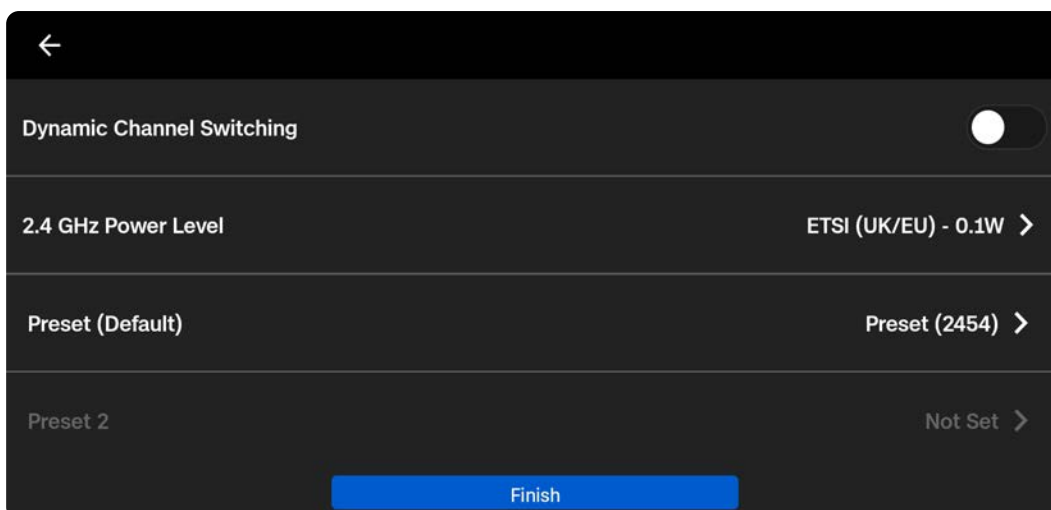 Dynamic Channel Switching
2.4 GHz Power Level ETSI (UK/EU) - 0.1W
Preset (Default) Preset (2454)
Preset 2 Not Set
Finish